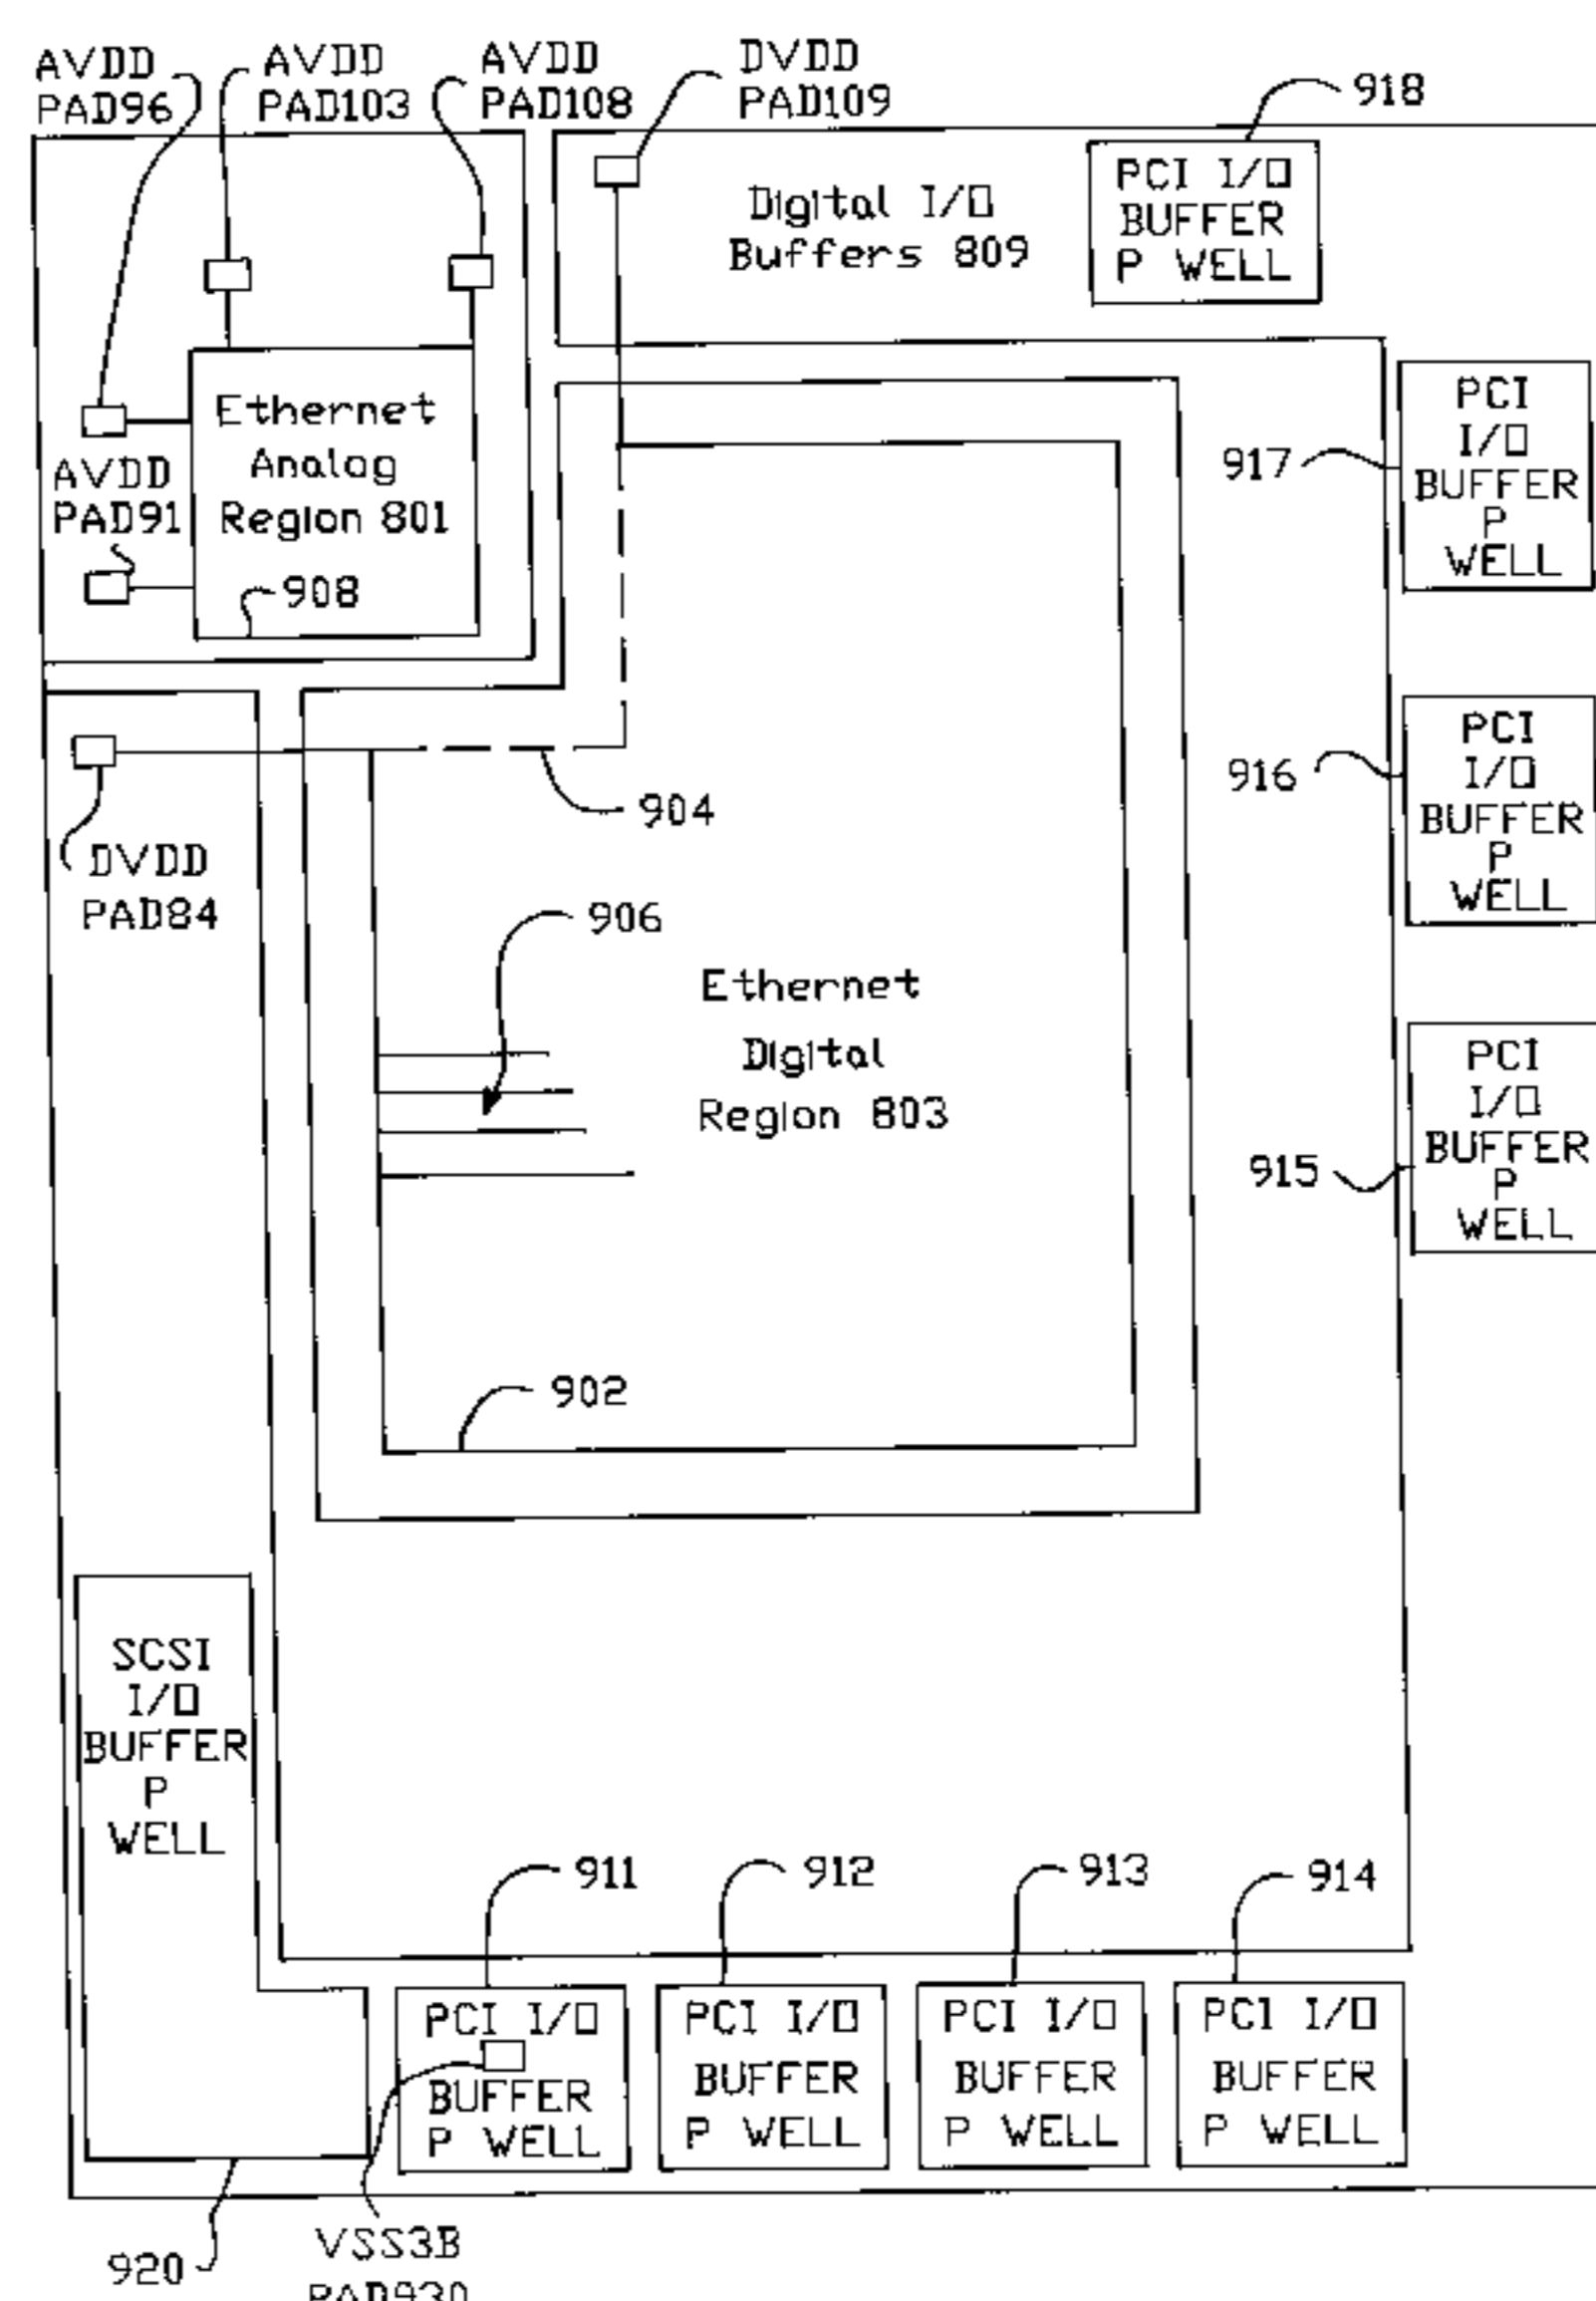 AVDD
PAD96
AVDD
PAD103
AVDD
PAD108
DVDD
PAD109
918
Digital I/O
Buffers 809
PCI I/O
BUFFER
P WELL
Ethernet
Analog
Region 801
AVDD
PAD91
908
917
PCI
I/O
BUFFER
P
WELL
916
PCI
I/O
BUFFER
P
WELL
904
DVDD
PAD84
906
Ethernet
Digital
Region 803
915
PCI
I/O
BUFFER
P
WELL
902
SCSI
I/O
BUFFER
P
WELL
911
912
913
914
PCI I/O
BUFFER
P WELL
PCI I/O
BUFFER
P WELL
PCI I/O
BUFFER
P WELL
PCI I/O
BUFFER
P WELL
920
VSS3B
PAD930